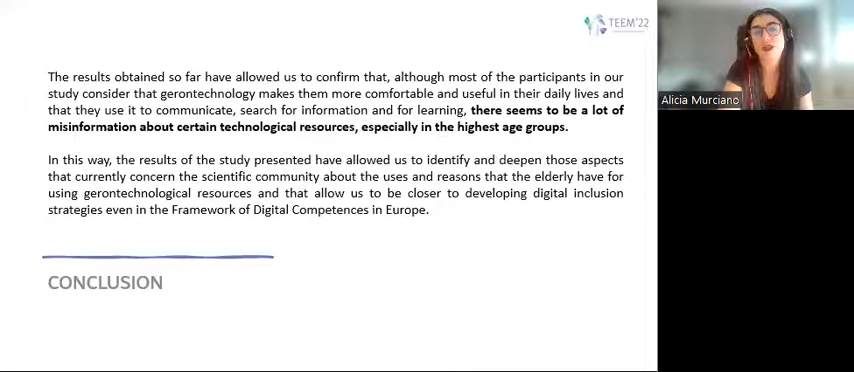 TEEM'22
The results obtained so far have allowed us to confirm that, although most of the participants in our
study consider that gerontechnology makes them more comfortable and useful in their daily lives and
that they use it to communicate, search for information and for learning, there seems to be a lot of
misinformation about certain technological resources, especially in the highest age groups.
In this way, the results of the study presented have allowed us to identify and deepen those aspects
that currently concern the scientific community about the uses and reasons that the elderly have for
using gerontechnological resources and that allow us to be closer to developing digital inclusion
strategies even in the Framework of Digital Competences in Europe.
CONCLUSION
Alicia Murciano